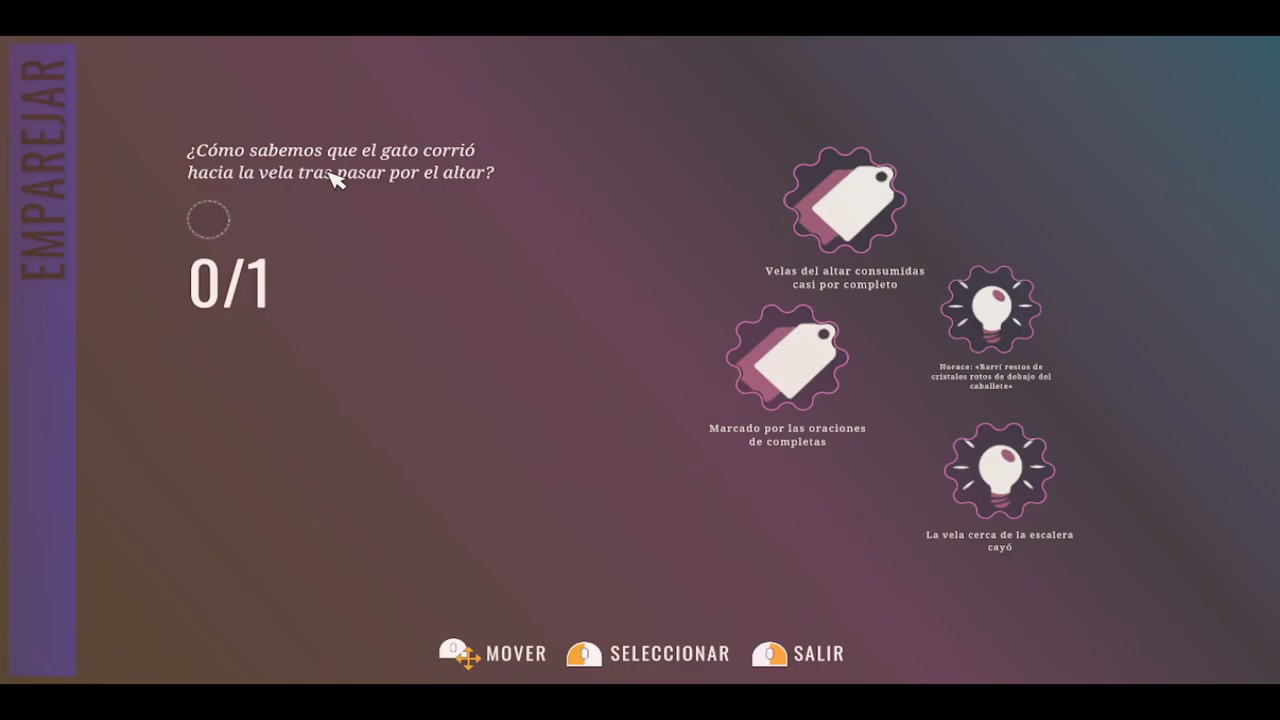 EMPAREJAR
¿Cómo sabemos que el gato corrió
hacia la vela tras pasar por el altar?
0/1
Velas del altar consumidas
casi por completo
Horace: «Barrí restos de
cristales rotos de debajo del
caballete»
Marcado por las oraciones
de completas
La vela cerca de la escalera
cayó
MOVER
SELECCIONAR
SALIR